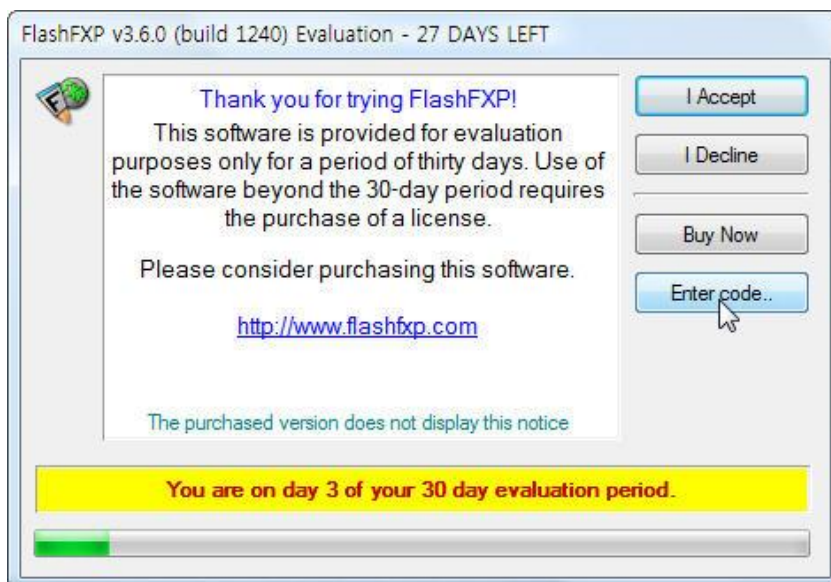 FlashFXP v3.6.0 (build 1240) Evaluation - 27 DAYS LEFT
Thank you for trying FlashFXP!
This software is provided for evaluation
purposes only for a period of thirty days. Use of
the software beyond the 30-day period requires
the purchase of a license.
Please consider purchasing this software.
http://www.flashfxp.com
The purchased version does not display this notice
I Accept
I Decline
Buy Now
Enter code..
You are on day 3 of your 30 day evaluation period.